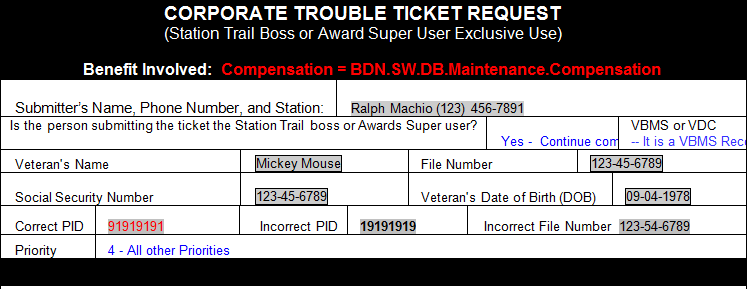 CORPORATE TROUBLE TICKET REQUEST
(Station Trail Boss or Award Super User Exclusive Use)
Benefit Involved: Compensation = BDN.SW.DB.Maintenance.Compensation
Submitter's Name, Phone Number, and Station: Ralph Machio (123) 456-7891
Is the person submitting the ticket the Station Trail boss or Awards Super user? VBMS or VDC
Yes - Continue com -- It is a VBMS Rec
Veteran's Name Mickey Mouse File Number 123-45-6789
Social Security Number 123-45-6789 Veteran's Date of Birth (DOB) 09-04-1978
Correct PID 91919191 Incorrect PID 19191919 Incorrect File Number 123-54-6789
Priority 4 - All other Priorities